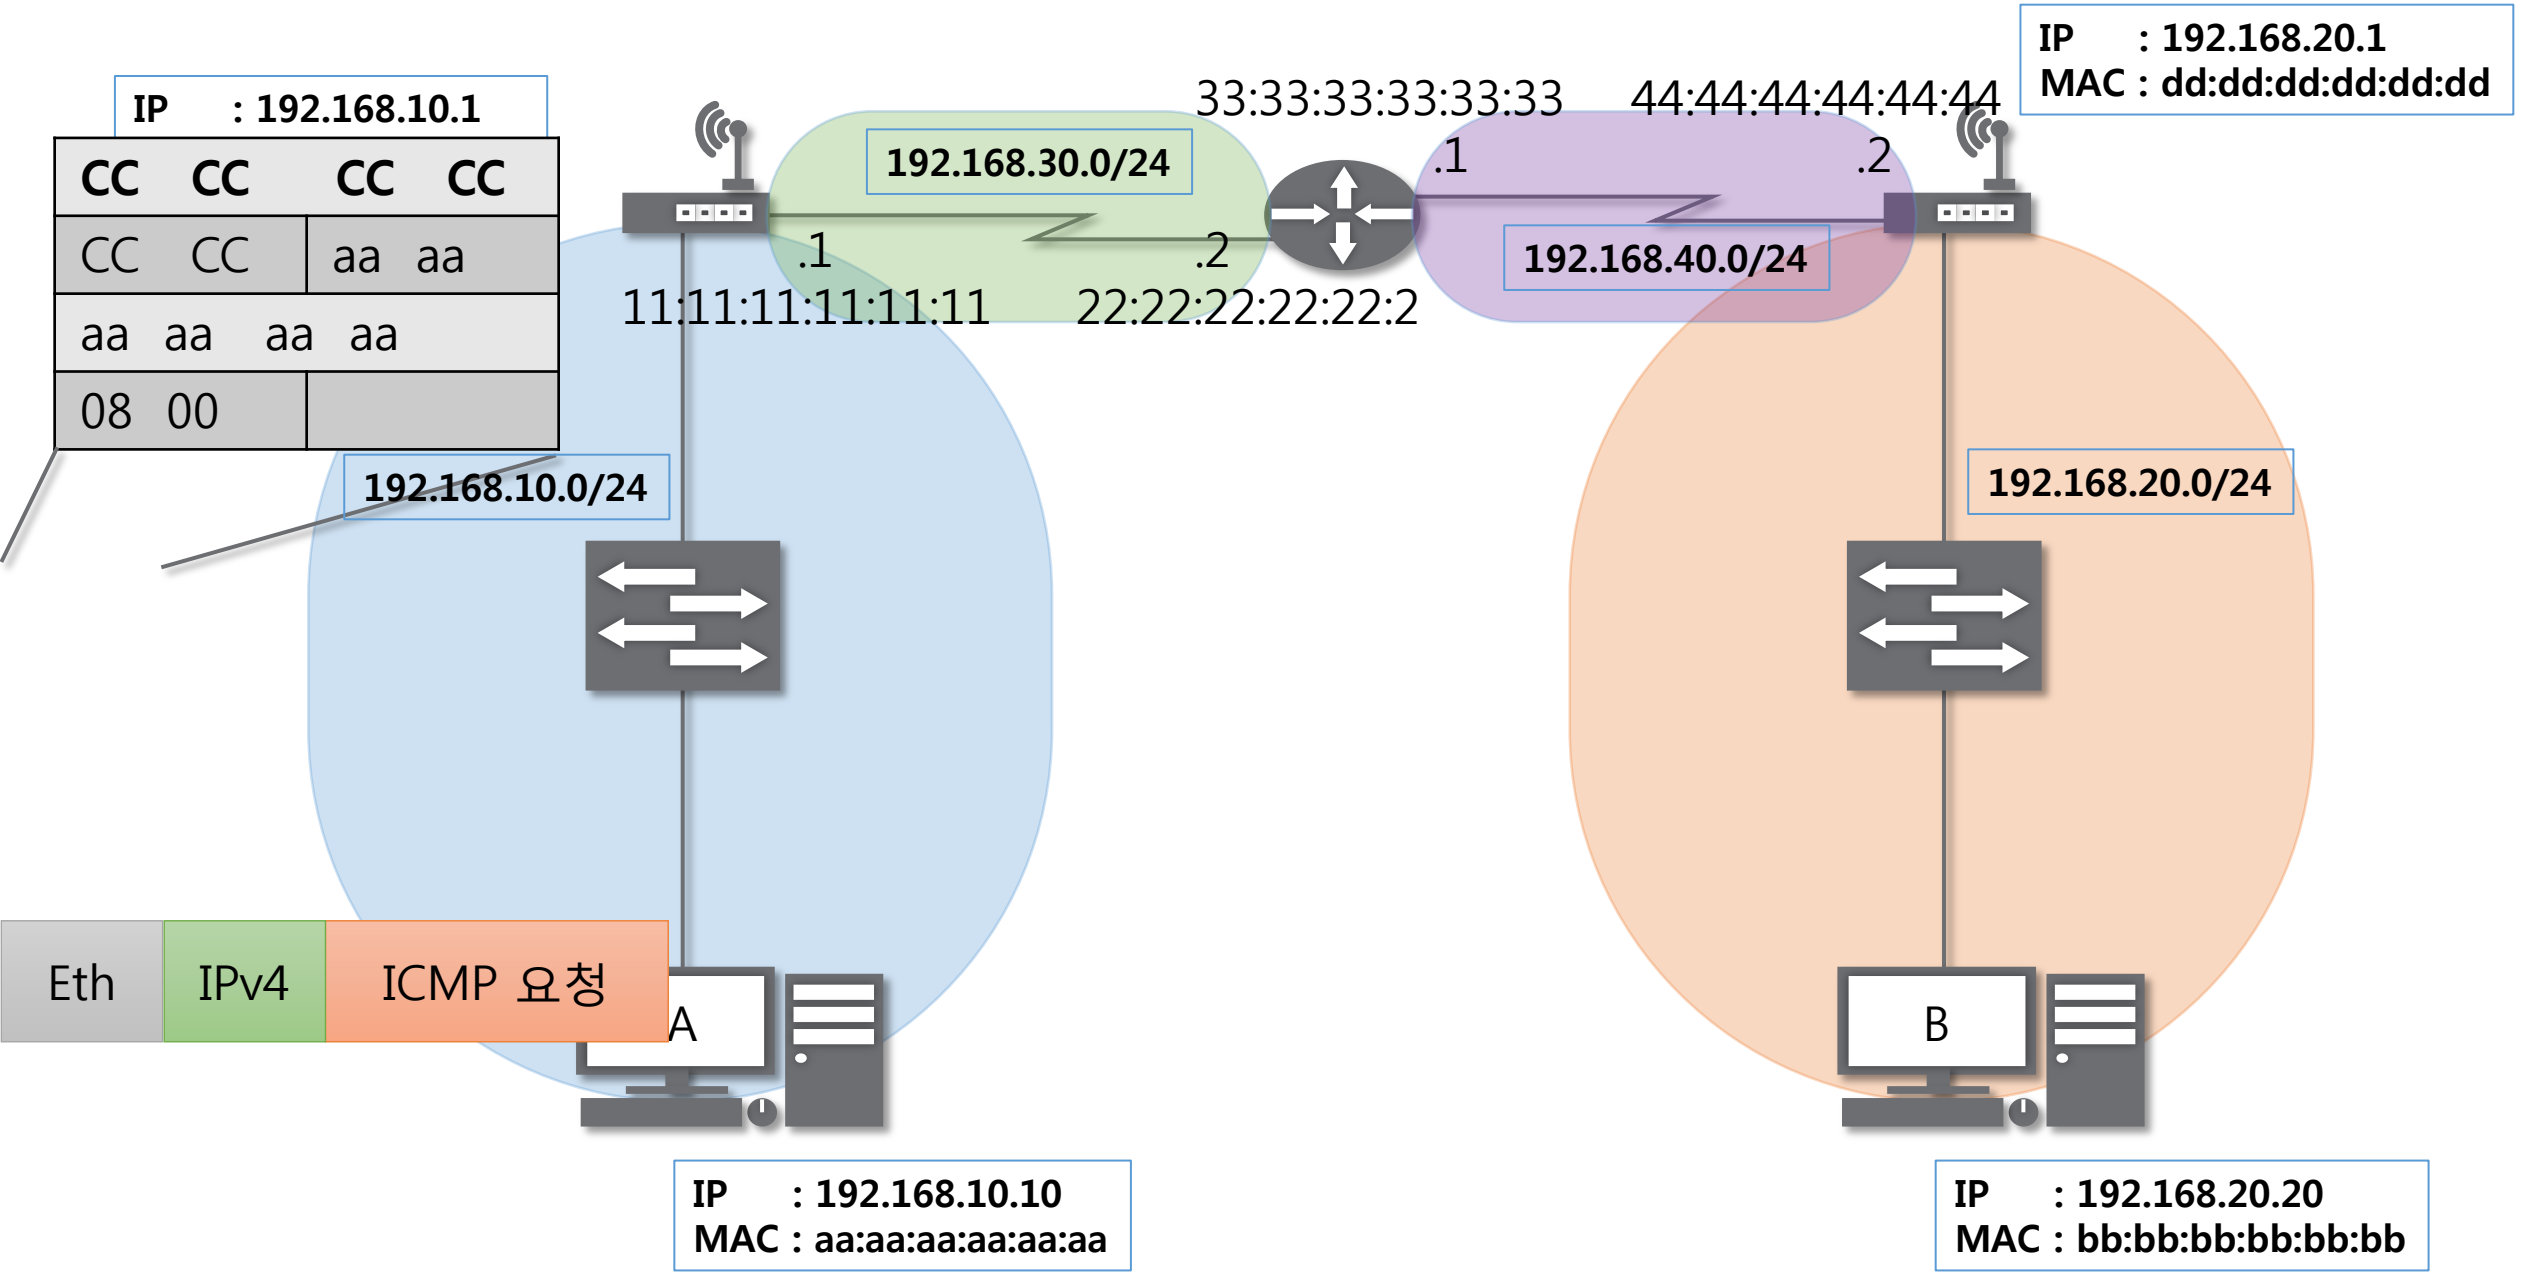 IP : 192.168.20.1
MAC : dd:dd:dd:dd:dd:dd
IP : 192.168.10.1
33:33:33:33:33:33
44:44:44:44:44:44
CC CC CC CC
CC CC aa aa
aa aa aa aa
08 00
192.168.30.0/24
.1
.2
.1
.2
192.168.40.0/24
11:11:11:11:11:11
22:22:22:22:22:2
192.168.10.0/24
192.168.20.0/24
Eth
IPv4
ICMP 요청
A
B
IP : 192.168.10.10
MAC : aa:aa:aa:aa:aa:aa
IP : 192.168.20.20
MAC : bb:bb:bb:bb:bb:bb